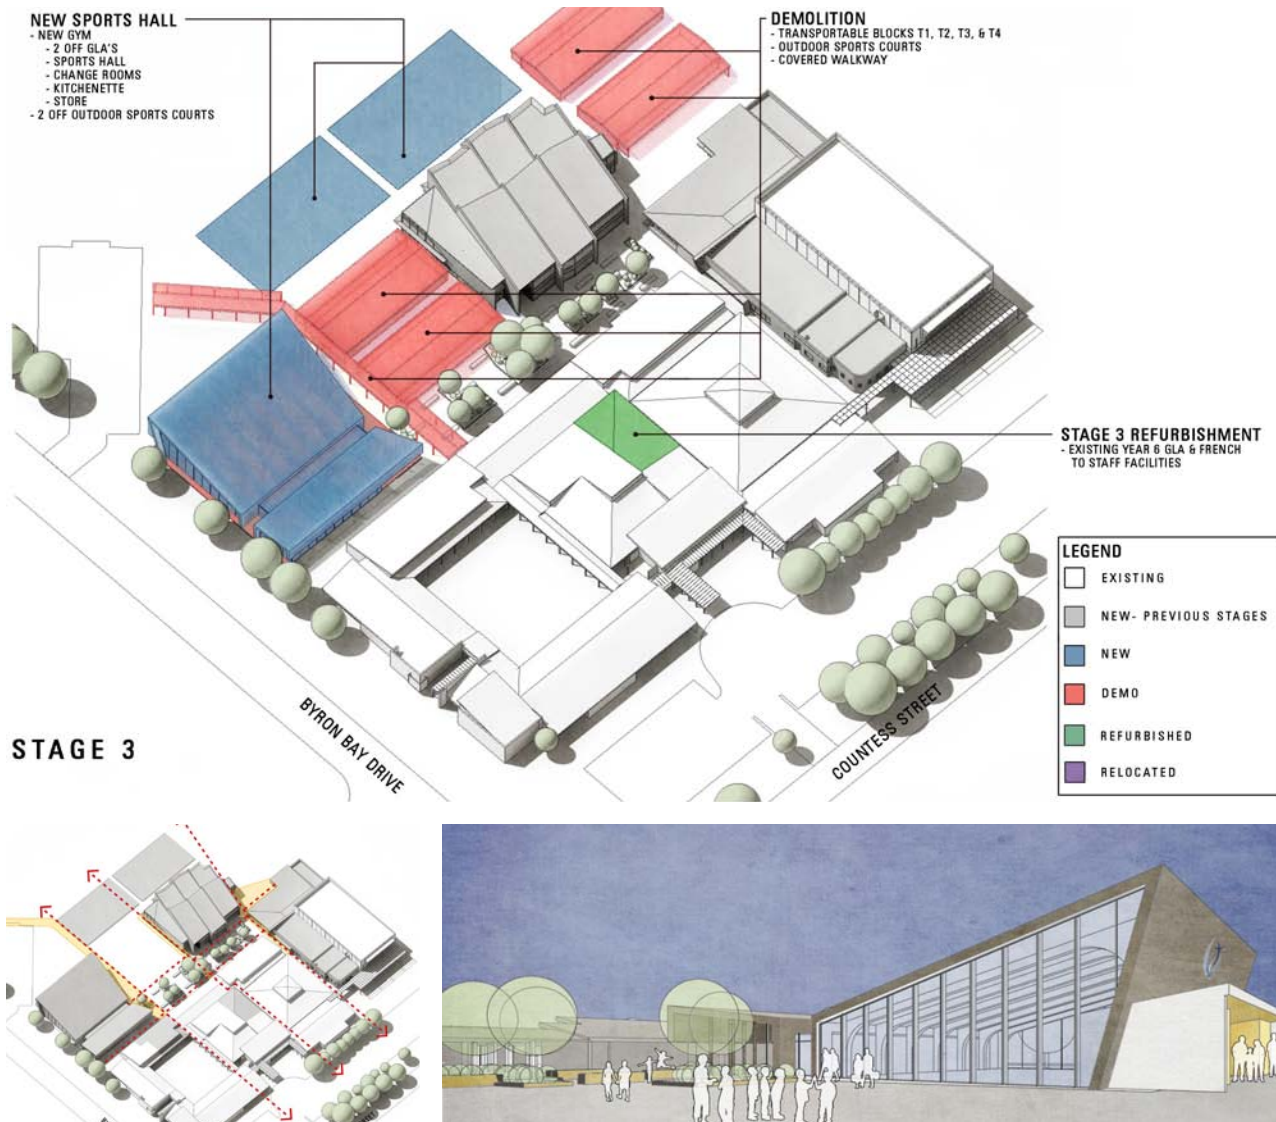 NEW SPORTS HALL
- NEW GYM
- 2 OFF GLA'S
- SPORTS HALL
- CHANGE ROOMS
- KITCHENETTE
- STORE
- 2 OFF OUTDOOR SPORTS COURTS
DEMOLITION
- TRANSPORTABLE BLOCKS T1, T2, T3, & T4
- OUTDOOR SPORTS COURTS
- COVERED WALKWAY
STAGE 3 REFURBISHMENT
- EXISTING YEAR 6 GLA & FRENCH
TO STAFF FACILITIES
LEGEND
EXISTING
NEW- PREVIOUS STAGES
NEW
DEMO
REFURBISHED
RELOCATED
STAGE 3
BYRON BAY DRIVE
COUNTESS STREET